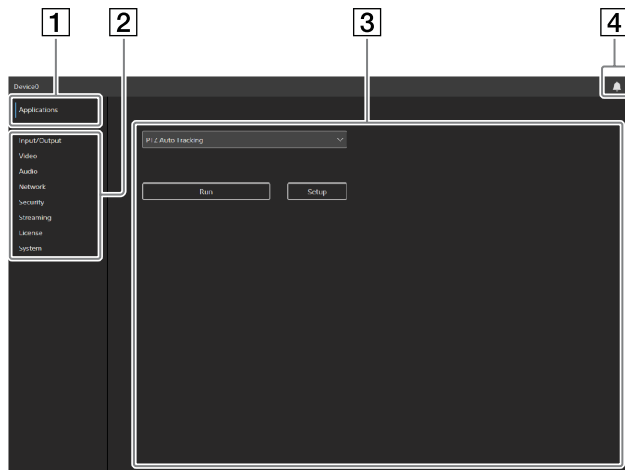 1 2 3 4
Device0
Applications
Input/Output
Video
Audio
Network
Security
Streaming
License
System
PTZ Auto Tracking
Run Setup